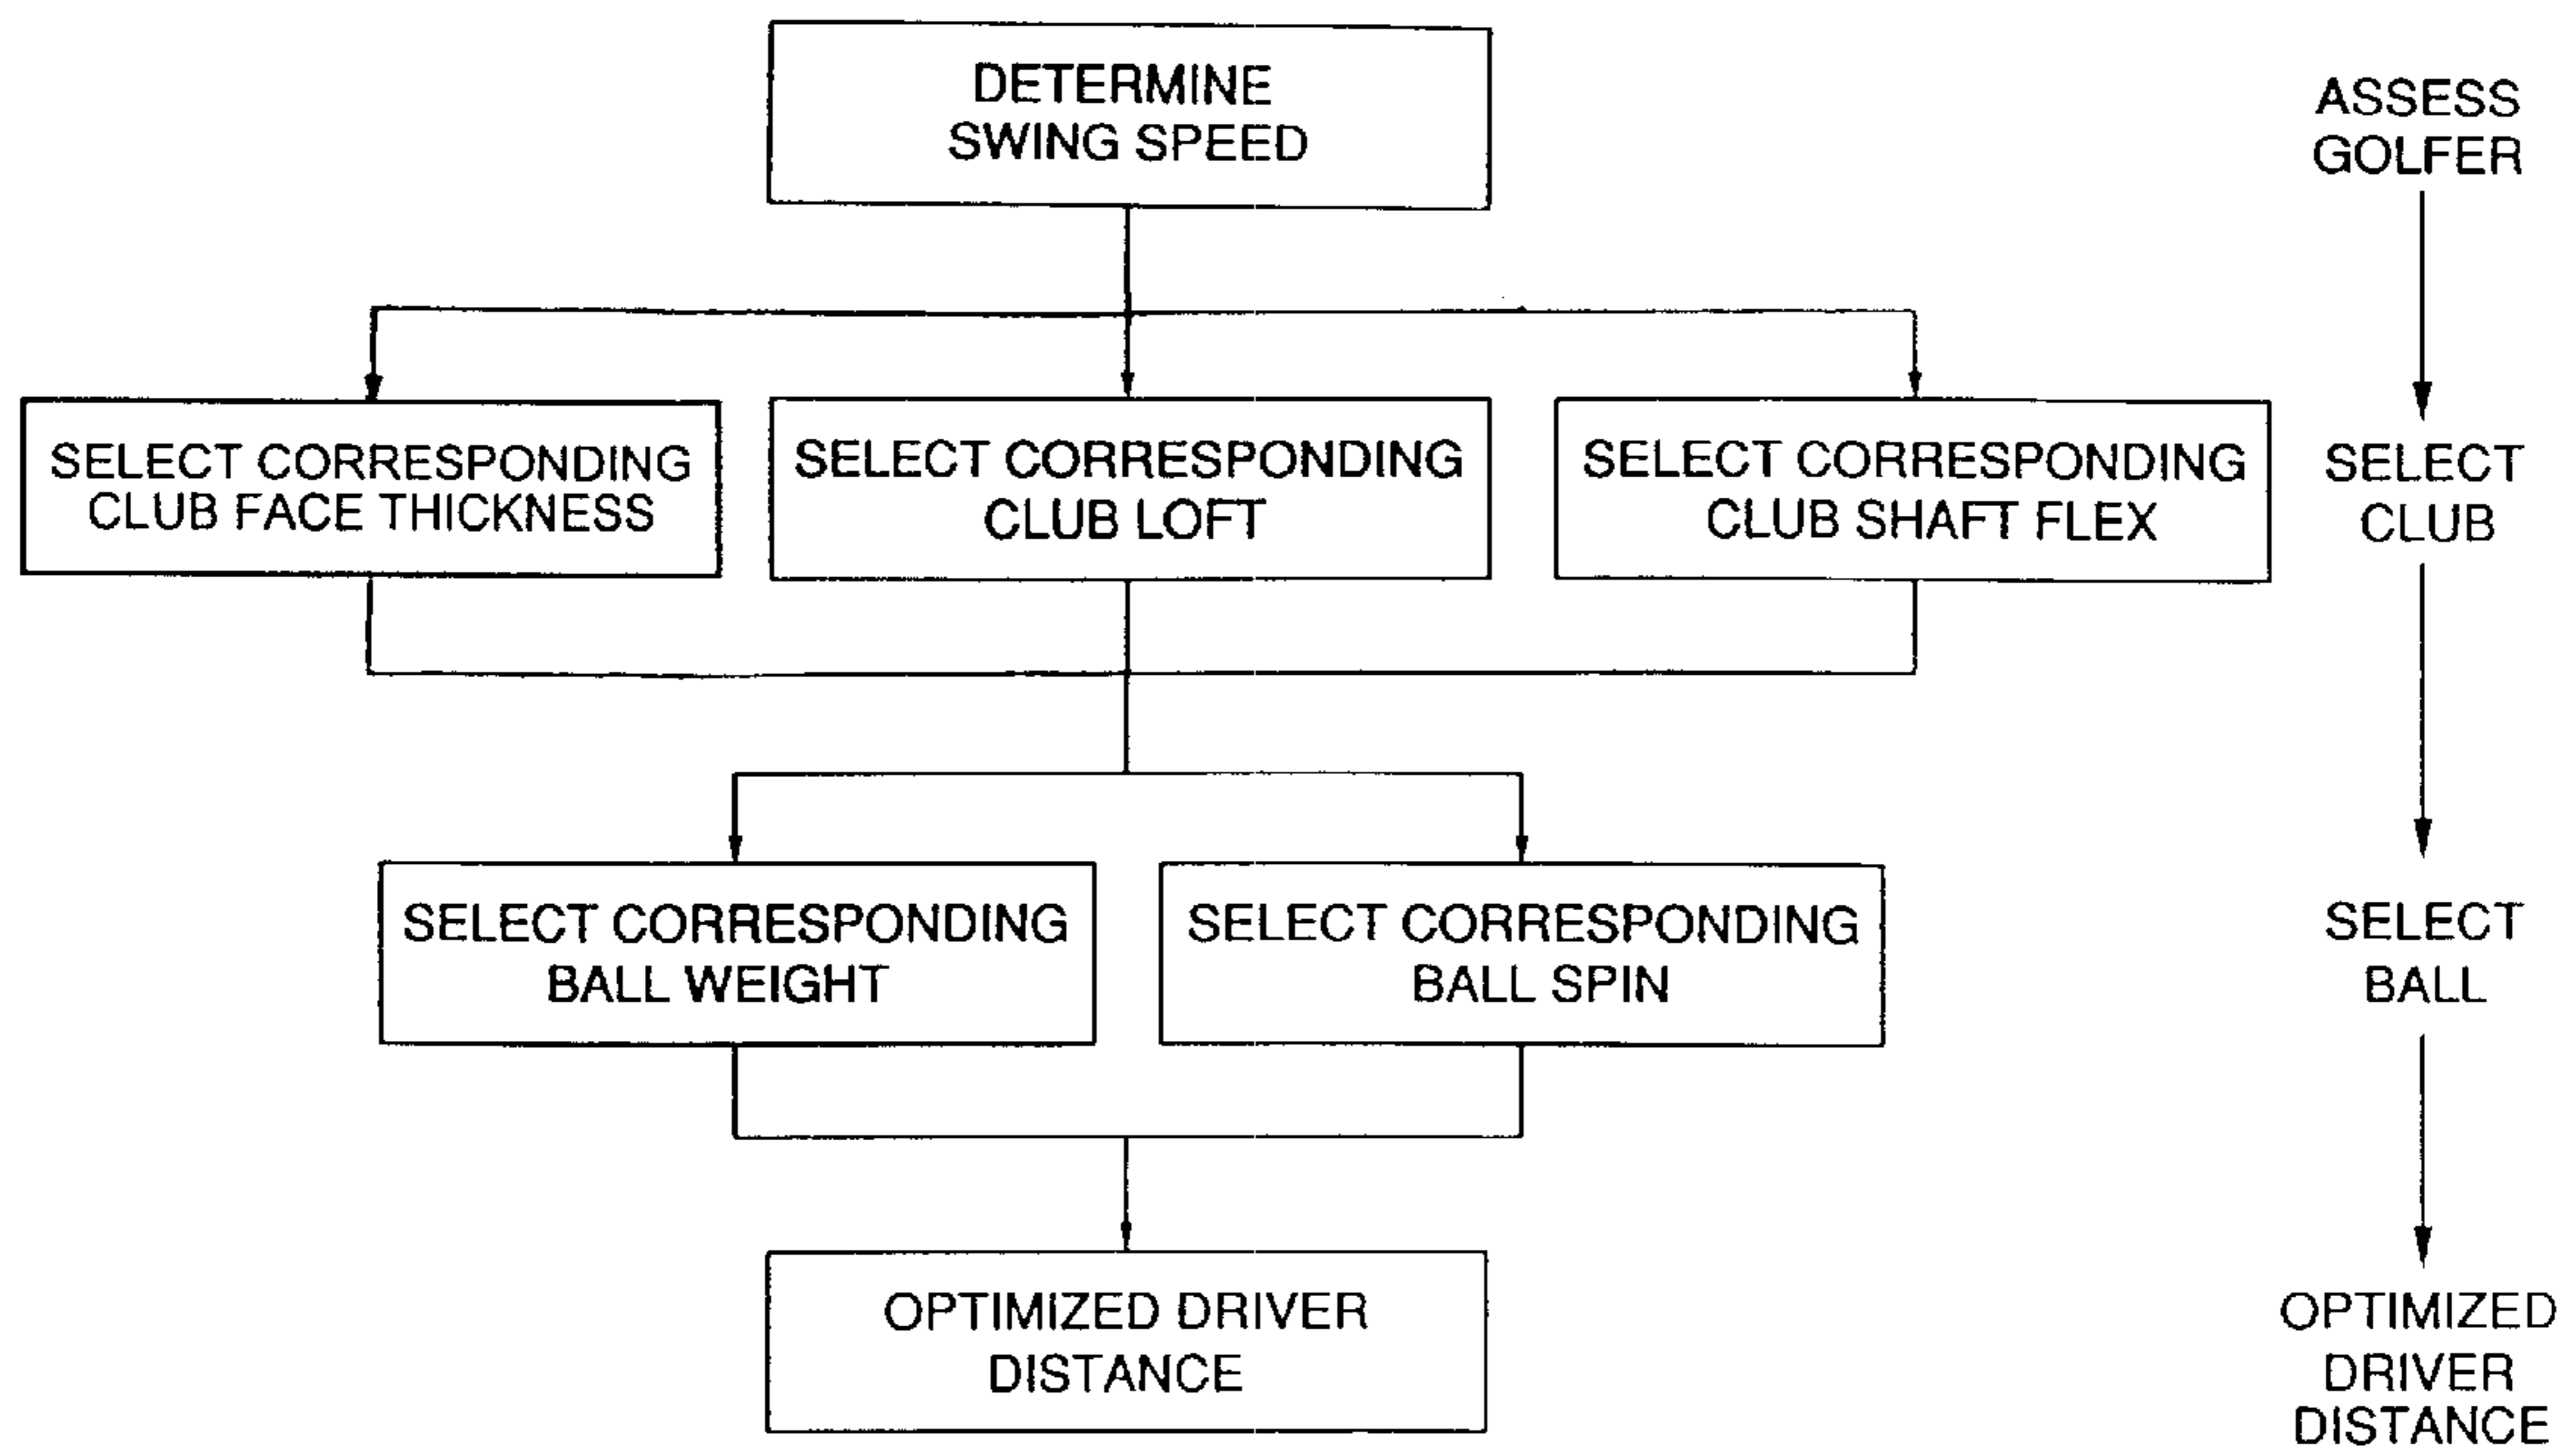 DETERMINE
SWING SPEED
ASSESS
GOLFER
SELECT CORRESPONDING
CLUB FACE THICKNESS
SELECT CORRESPONDING
CLUB LOFT
SELECT CORRESPONDING
CLUB SHAFT FLEX
SELECT
CLUB
SELECT CORRESPONDING
BALL WEIGHT
SELECT CORRESPONDING
BALL SPIN
SELECT
BALL
OPTIMIZED DRIVER
DISTANCE
OPTIMIZED
DRIVER
DISTANCE